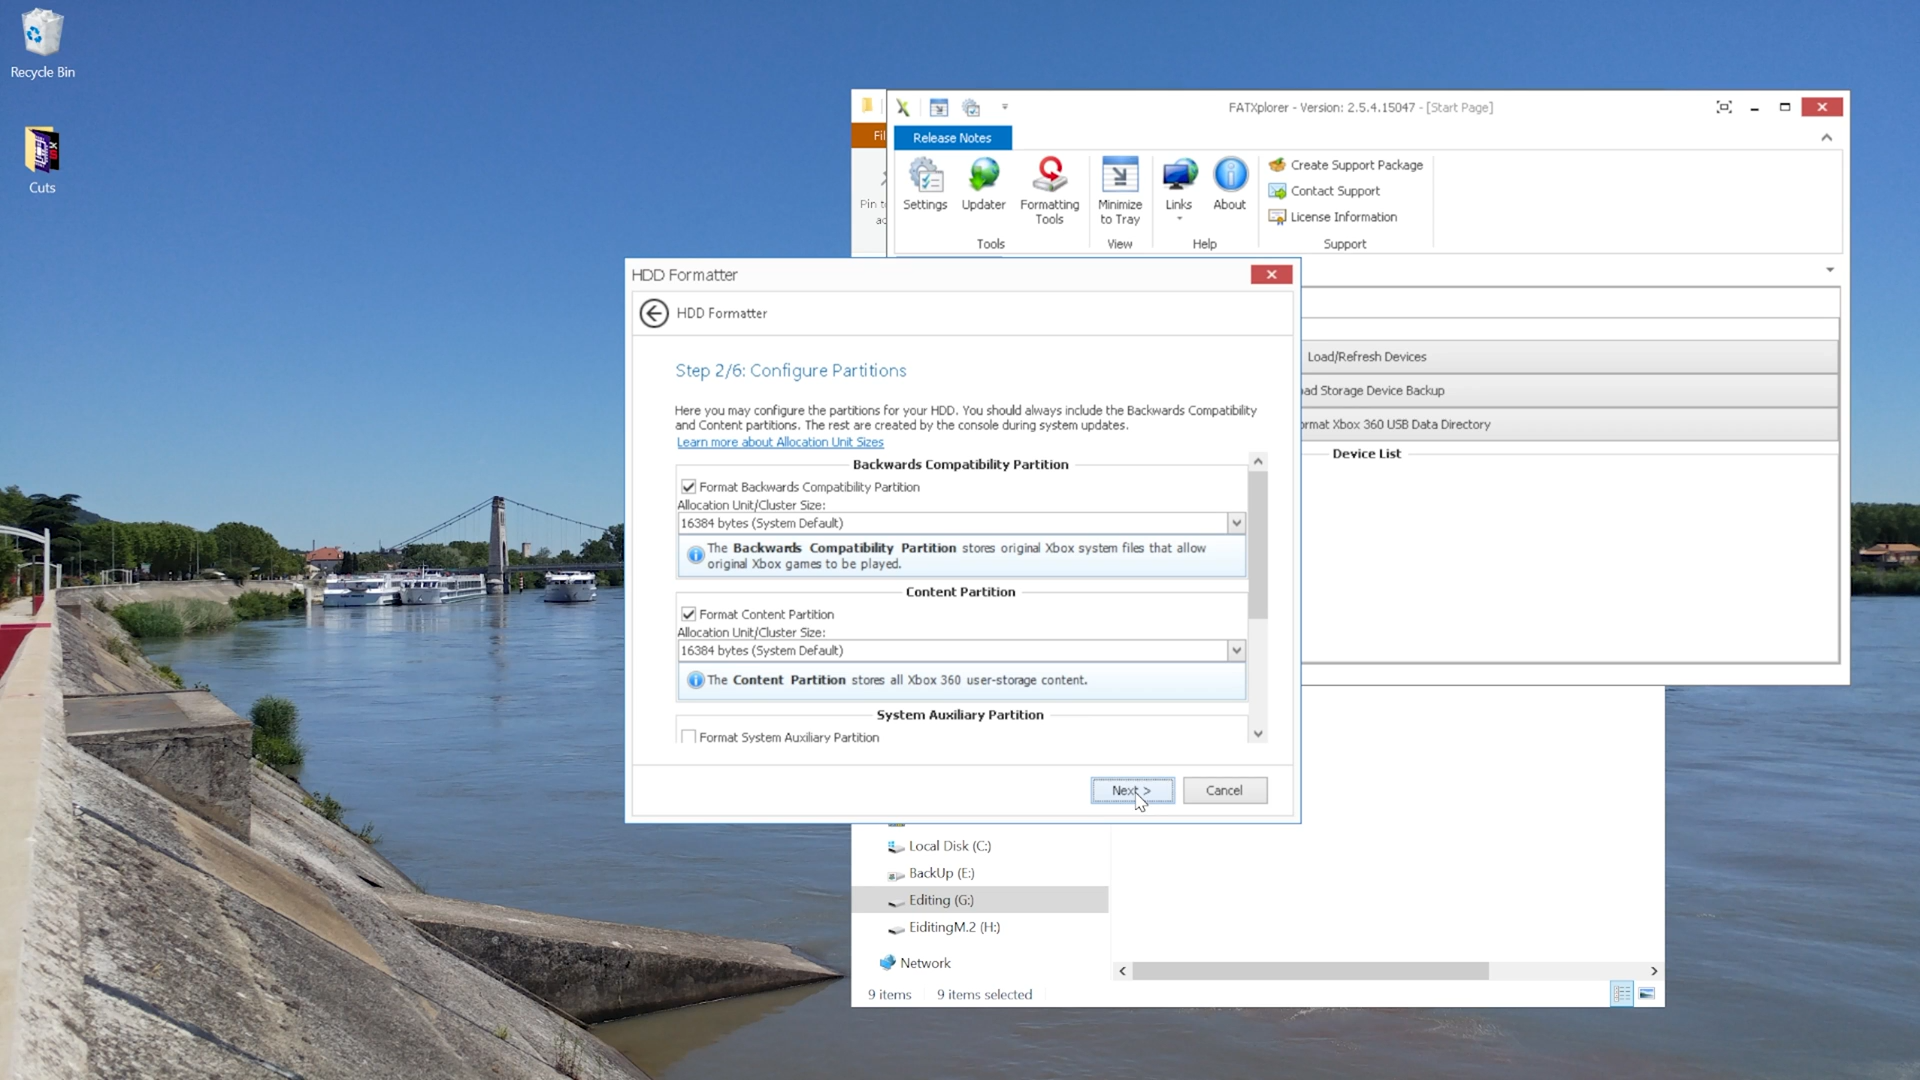 Recycle Bin
Cuts
FATXplorer - Version: 2.5.4.15047 - [Start Page]
Fil
Release Notes
Pin to
ac
Settings
Updater
Formatting
Tools
Minimize
to Tray
Links
About
Create Support Package
Contact Support
License Information
Tools
View
Help
Support
HDD Formatter
HDD Formatter
Step 2/6: Configure Partitions
Here you may configure the partitions for your HDD. You should always include the Backwards Compatibility
and Content partitions. The rest are created by the console during system updates.
Learn more about Allocation Unit Sizes
Backwards Compatibility Partition
Format Backwards Compatibility Partition
Allocation Unit/Cluster Size:
16384 bytes (System Default)
The Backwards Compatibility Partition stores original Xbox system files that allow
original Xbox games to be played.
Content Partition
Format Content Partition
Allocation Unit/Cluster Size:
16384 bytes (System Default)
The Content Partition stores all Xbox 360 user-storage content.
System Auxiliary Partition
Format System Auxiliary Partition
Next >
Cancel
Load/Refresh Devices
ad Storage Device Backup
rmat Xbox 360 USB Data Directory
Device List
Local Disk (C:)
BackUp (E:)
Editing (G:)
EiditingM.2 (H:)
Network
9 items
9 items selected